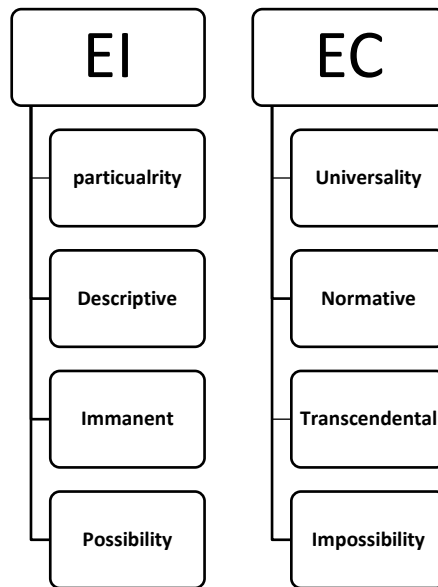 EI
particualrity
Descriptive
Immanent
Possibility
EC
Universality
Normative
Transcendental
Impossibility